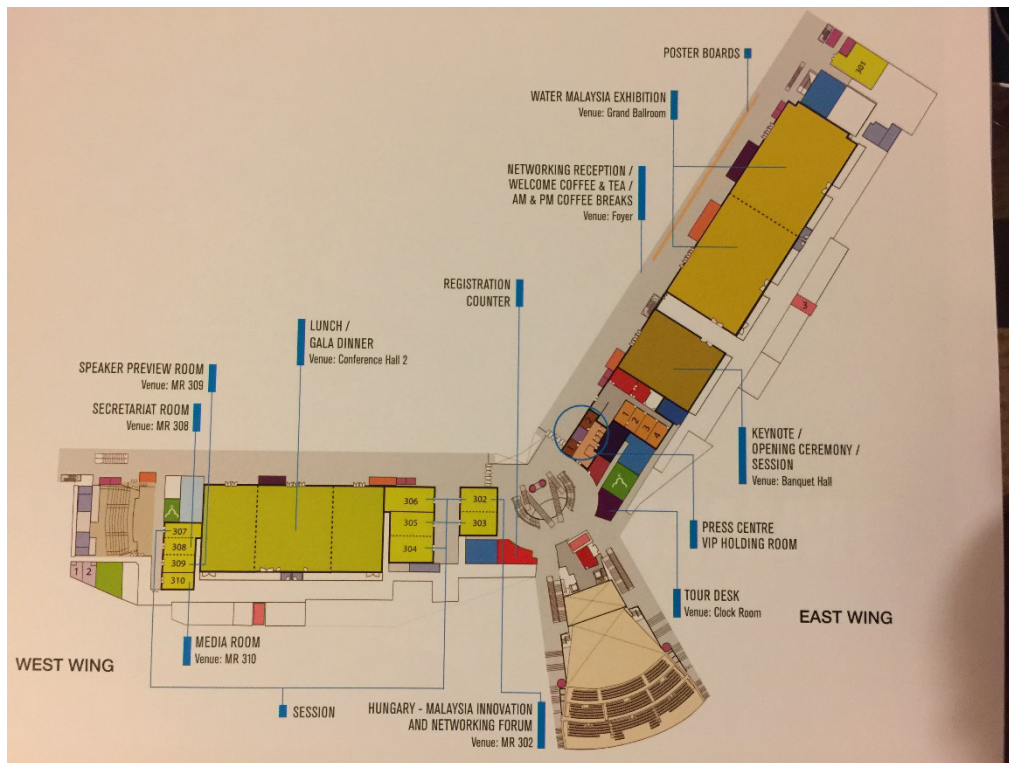 POSTER BOARDS
WATER MALAYSIA EXHIBITION
Venue: Grand Ballroom
NETWORKING RECEPTION /
WELCOME COFFEE & TEA /
AM & PM COFFEE BREAKS
Venue: Foyer
REGISTRATION
COUNTER
LUNCH /
GALA DINNER
Venue: Conference Hall 2
SPEAKER PREVIEW ROOM
Venue: MR 309
SECRETARIAT ROOM
Venue: MR 308
301
3
1
2
3
4
KEYNOTE /
OPENING CEREMONY /
SESSION
Venue: Banquet Hall
PRESS CENTRE
VIP HOLDING ROOM
TOUR DESK
Venue: Clock Room
EAST WING
306
305
304
302
303
307
308
309
310
1 2
MEDIA ROOM
Venue: MR 310
WEST WING
SESSION
HUNGARY - MALAYSIA INNOVATION
AND NETWORKING FORUM
Venue: MR 302